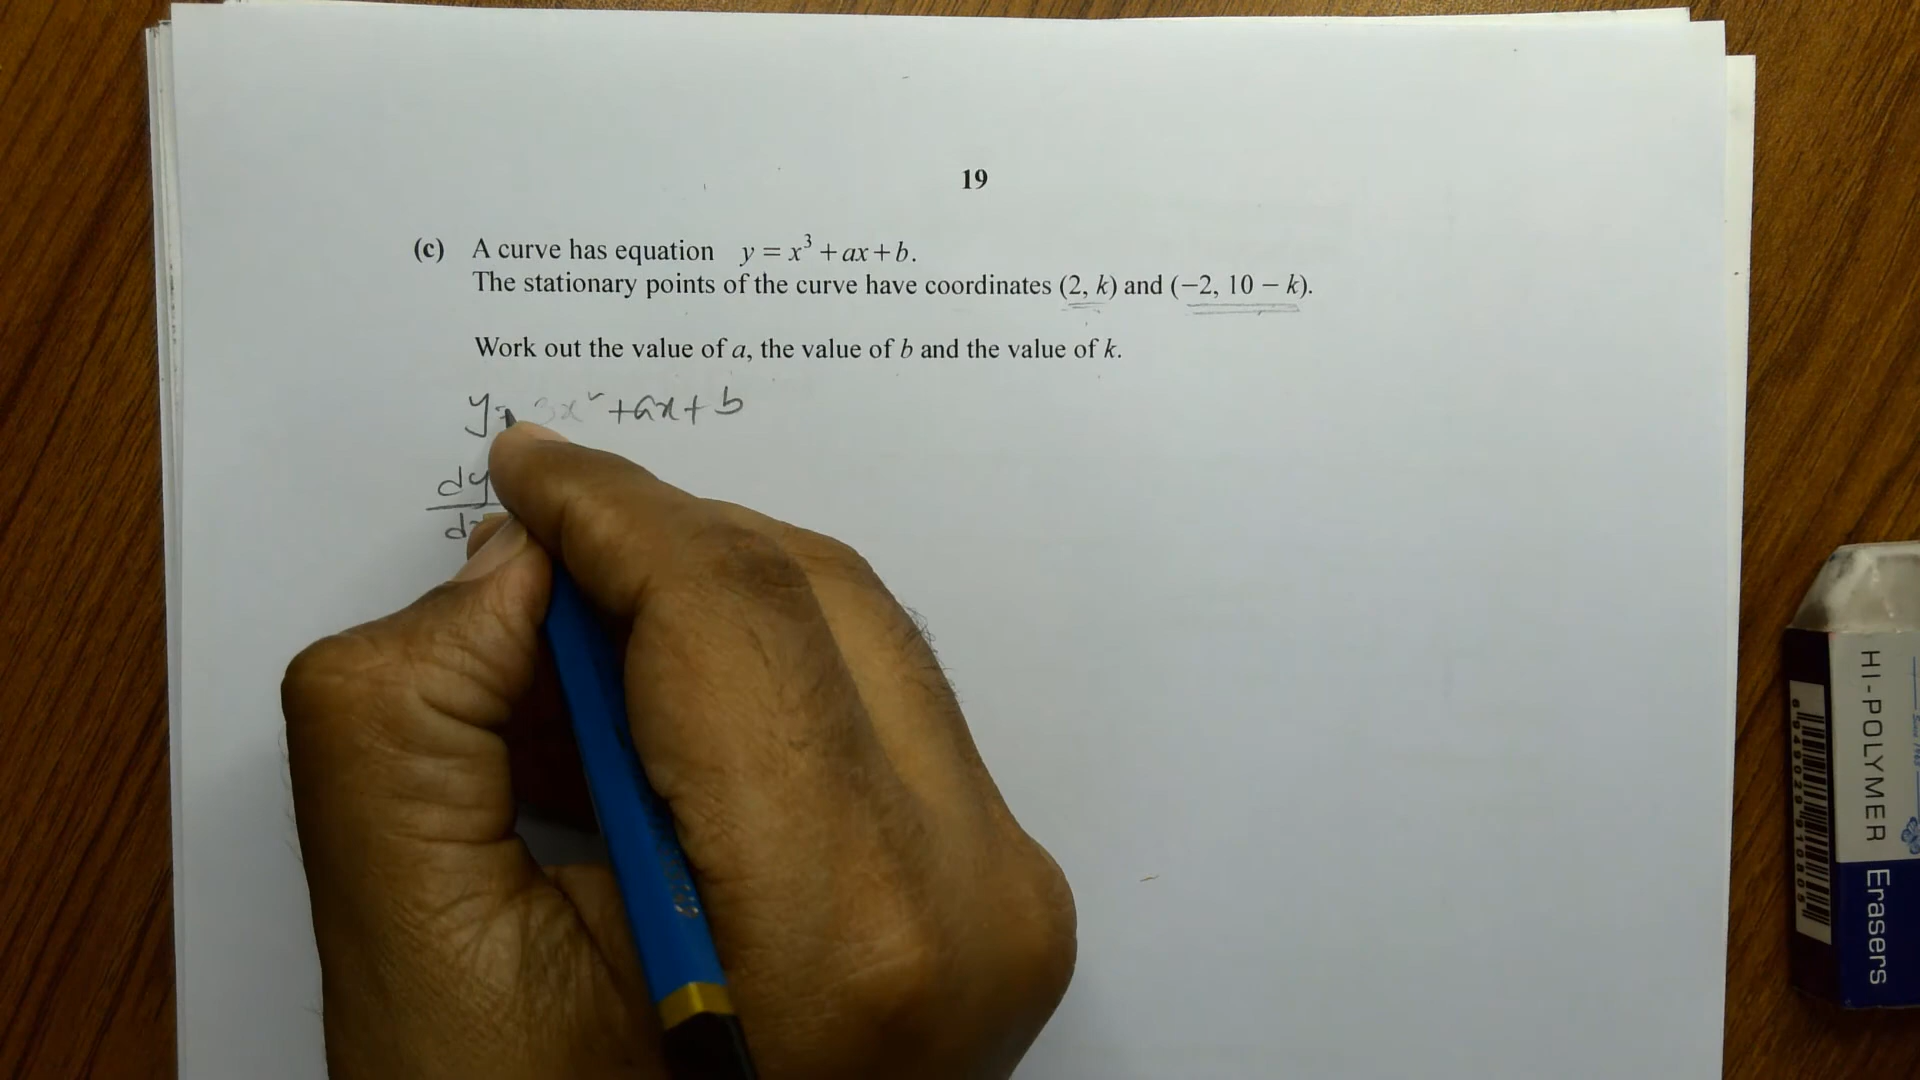 19
(c) A curve has equation y = x³ + ax + b.
The stationary points of the curve have coordinates (2, k) and (−2, 10 − k).
Work out the value of a, the value of b and the value of k.
y = 3x² + ax + b
dy
d
HI-POLYMER Erasers
6949029910805